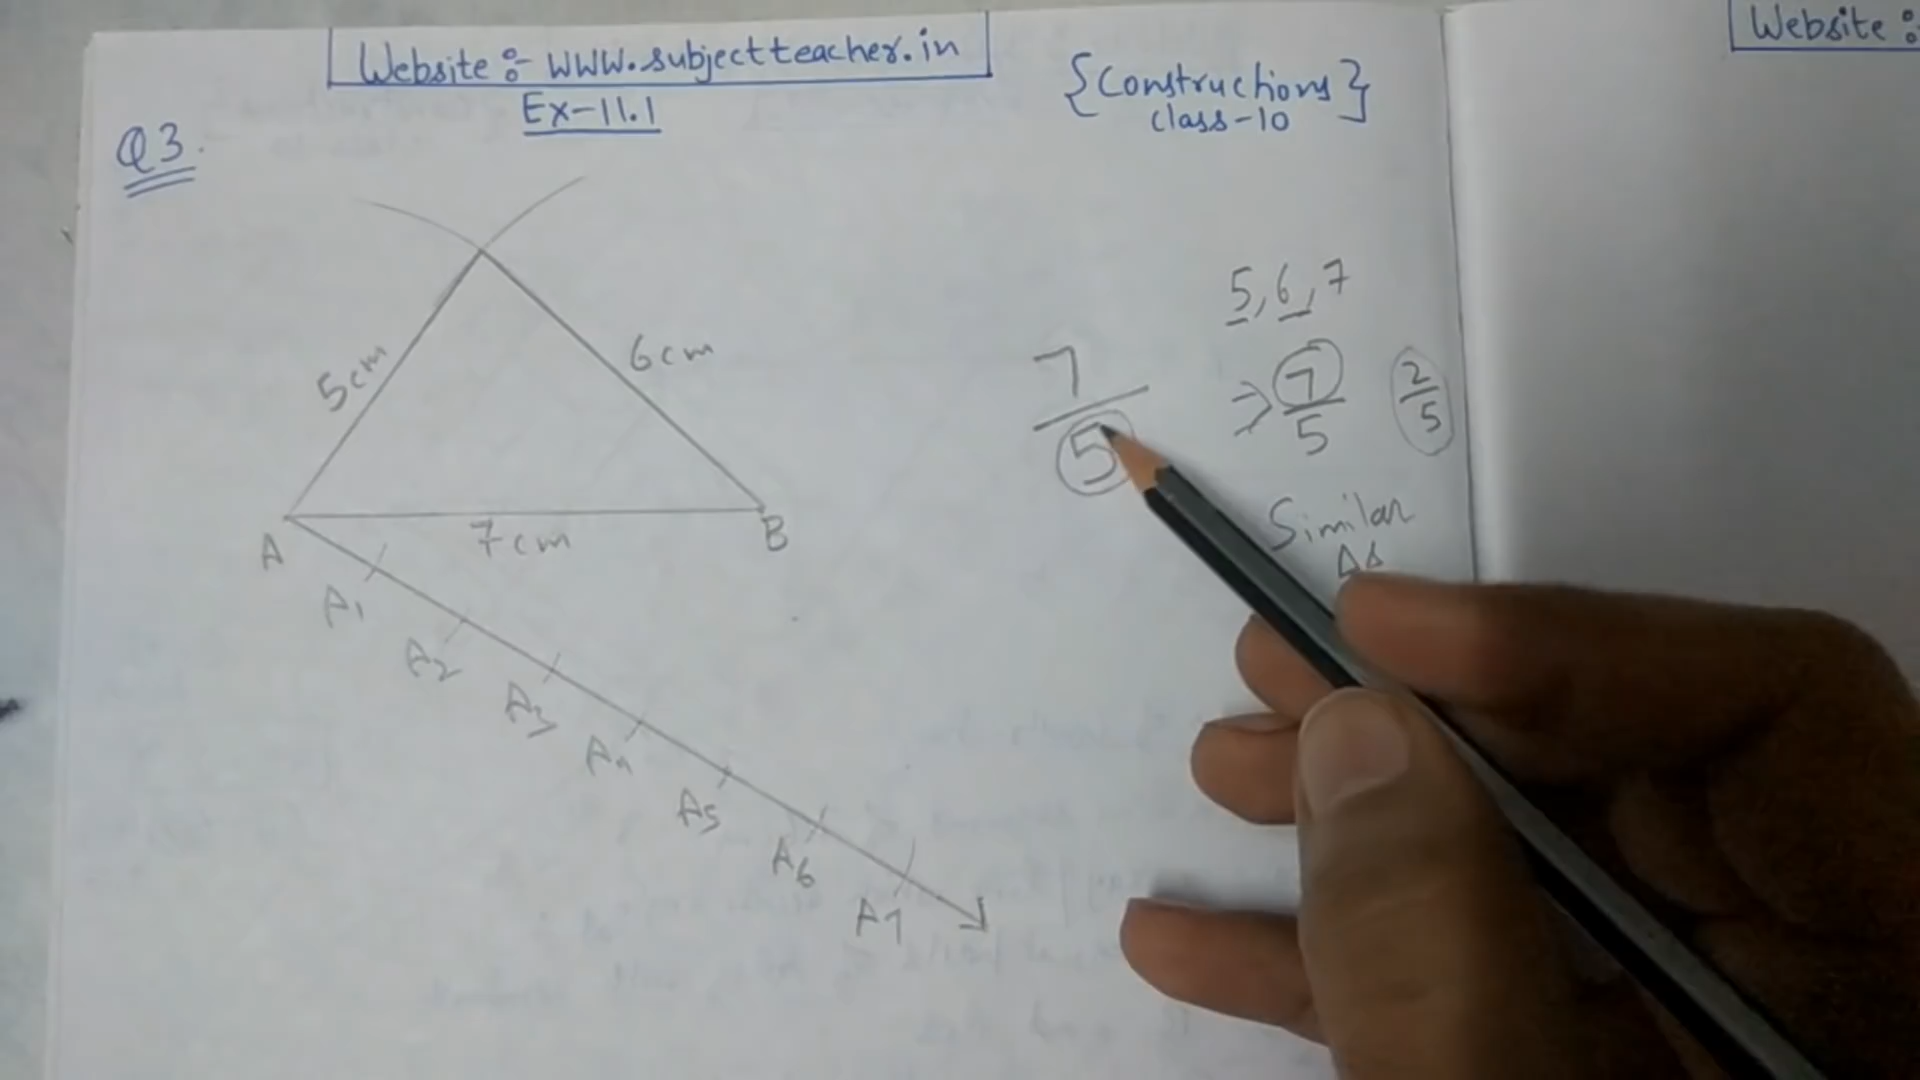 Website :- www.subjectteacher.in
Website :
Ex-11.1
{Constructions}
class-10
Q3.
5, 6, 7
5cm
6cm
7
5
7
5
2
5
Similar
Δs
A
7cm
B
A1
A2
A3
A4
A5
A6
A7